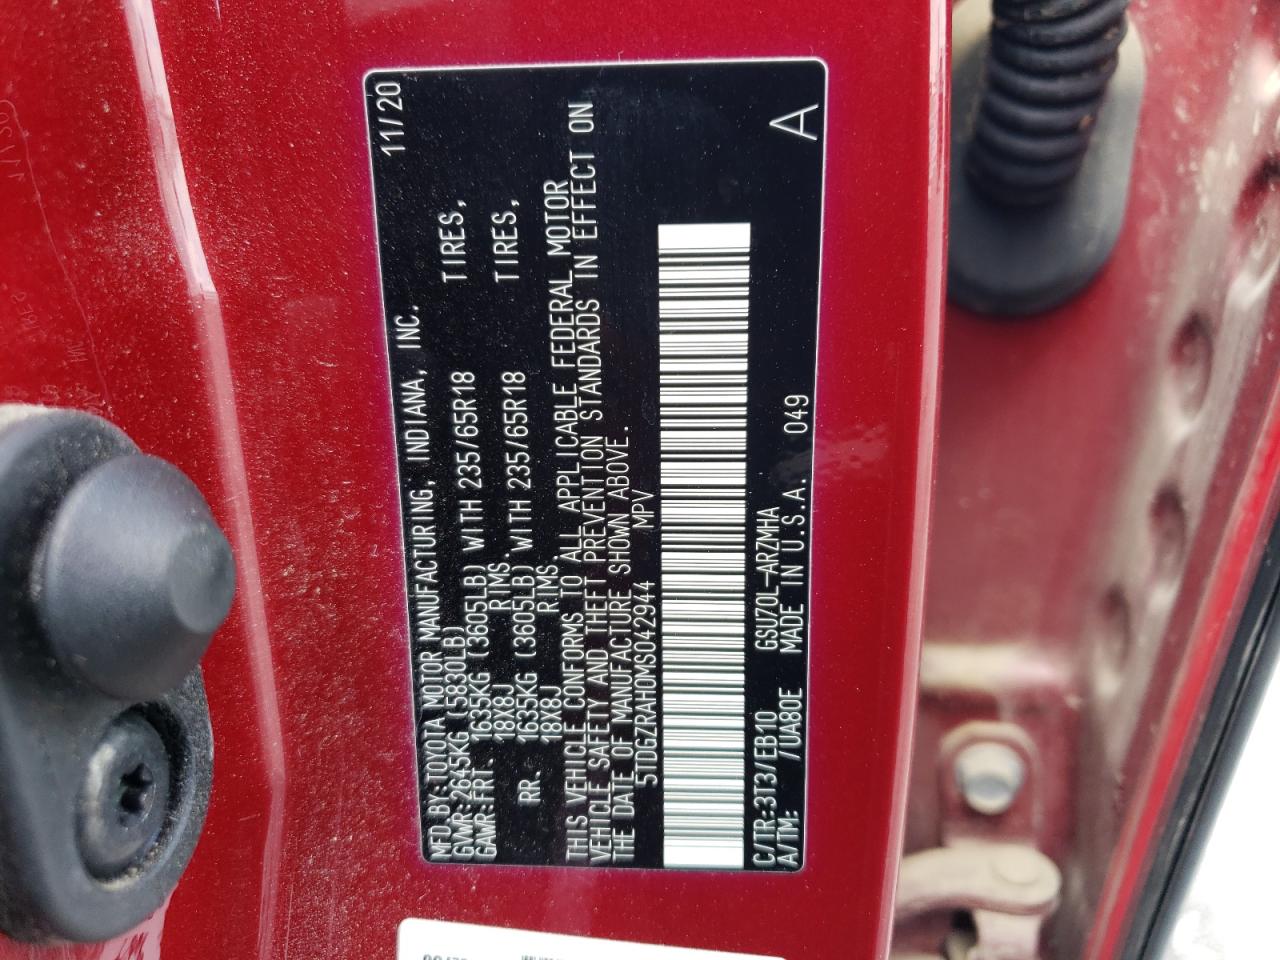 MFD.BY:TOYOTA MOTOR MANUFACTURING, INDIANA, INC. 11/20
GVWR:2645KG (5830LB)
GAWR:FRT. 1635KG (3605LB) WITH 235/65R18 TIRES,
18X8J RIMS.
RR. 1635KG (3605LB) WITH 235/65R18 TIRES,
18X8J RIMS.
THIS VEHICLE CONFORMS TO ALL APPLICABLE FEDERAL MOTOR
VEHICLE SAFETY AND THEFT PREVENTION STANDARDS IN EFFECT ON
THE DATE OF MANUFACTURE SHOWN ABOVE.
5TDGZRAH0MS042944 MPV
C/TR:3T3/EB10 GSU70L-ARZMHA
A/TM: /UA80E MADE IN U.S.A. 049
A